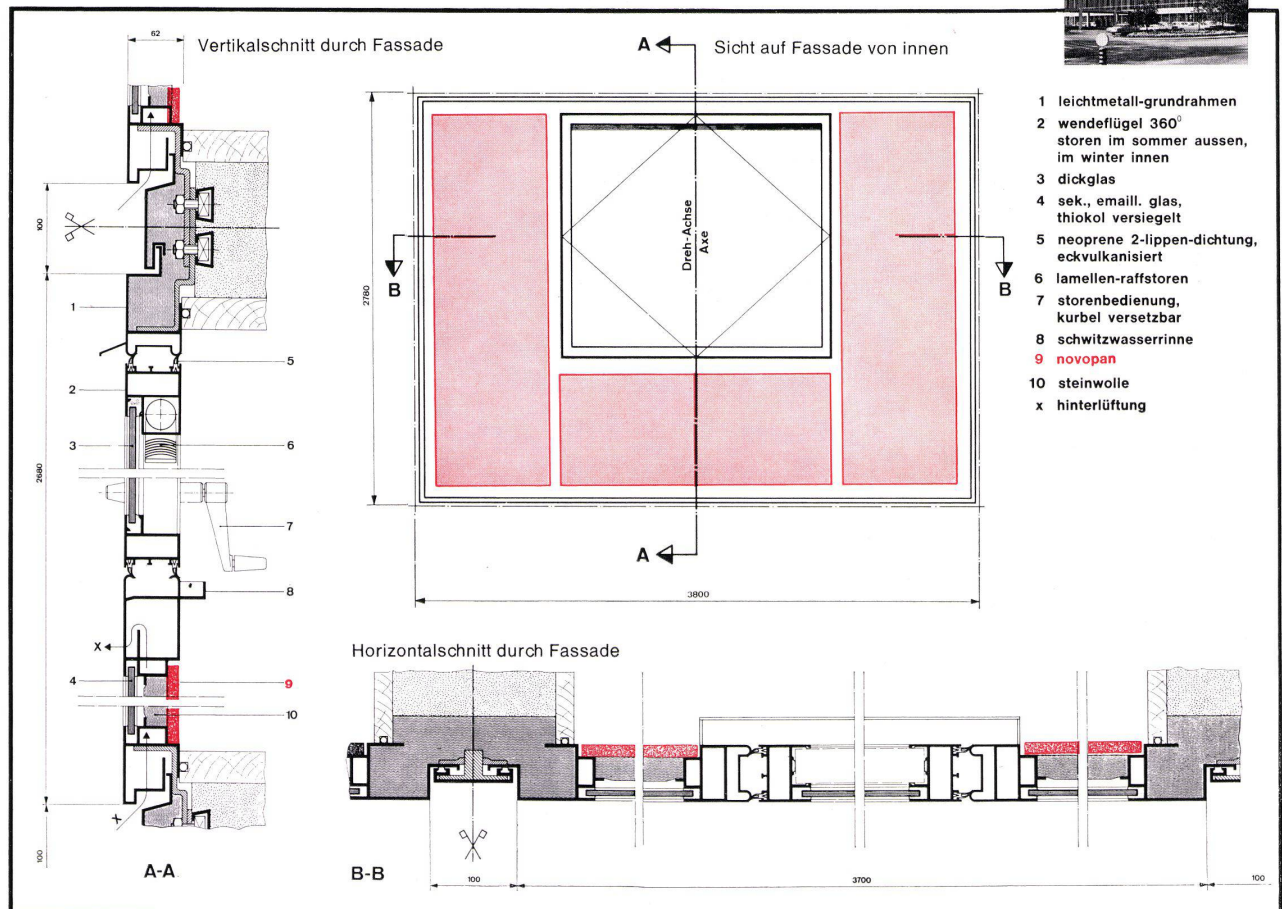 62
Vertikalschnitt durch Fassade
100
1
2
3
2680
4
x
x
100
A-A
5
6
7
8
9
10
A
Sicht auf Fassade von innen
2780
B
Dreh-Achse
Axe
B
A
3800
1 leichtmetall-grundrahmen
2 wendeflügel 360⁰
storen im sommer aussen,
im winter innen
3 dickglas
4 sek., emaill. glas,
thiokol versiegelt
5 neoprene 2-lippen-dichtung,
eckvulkanisiert
6 lamellen-raffstoren
7 storenbedienung,
kurbel versetzbar
8 schwitzwasserrinne
9 novopan
10 steinwolle
x hinterlüftung
Horizontalschnitt durch Fassade
B-B
100
3700
100